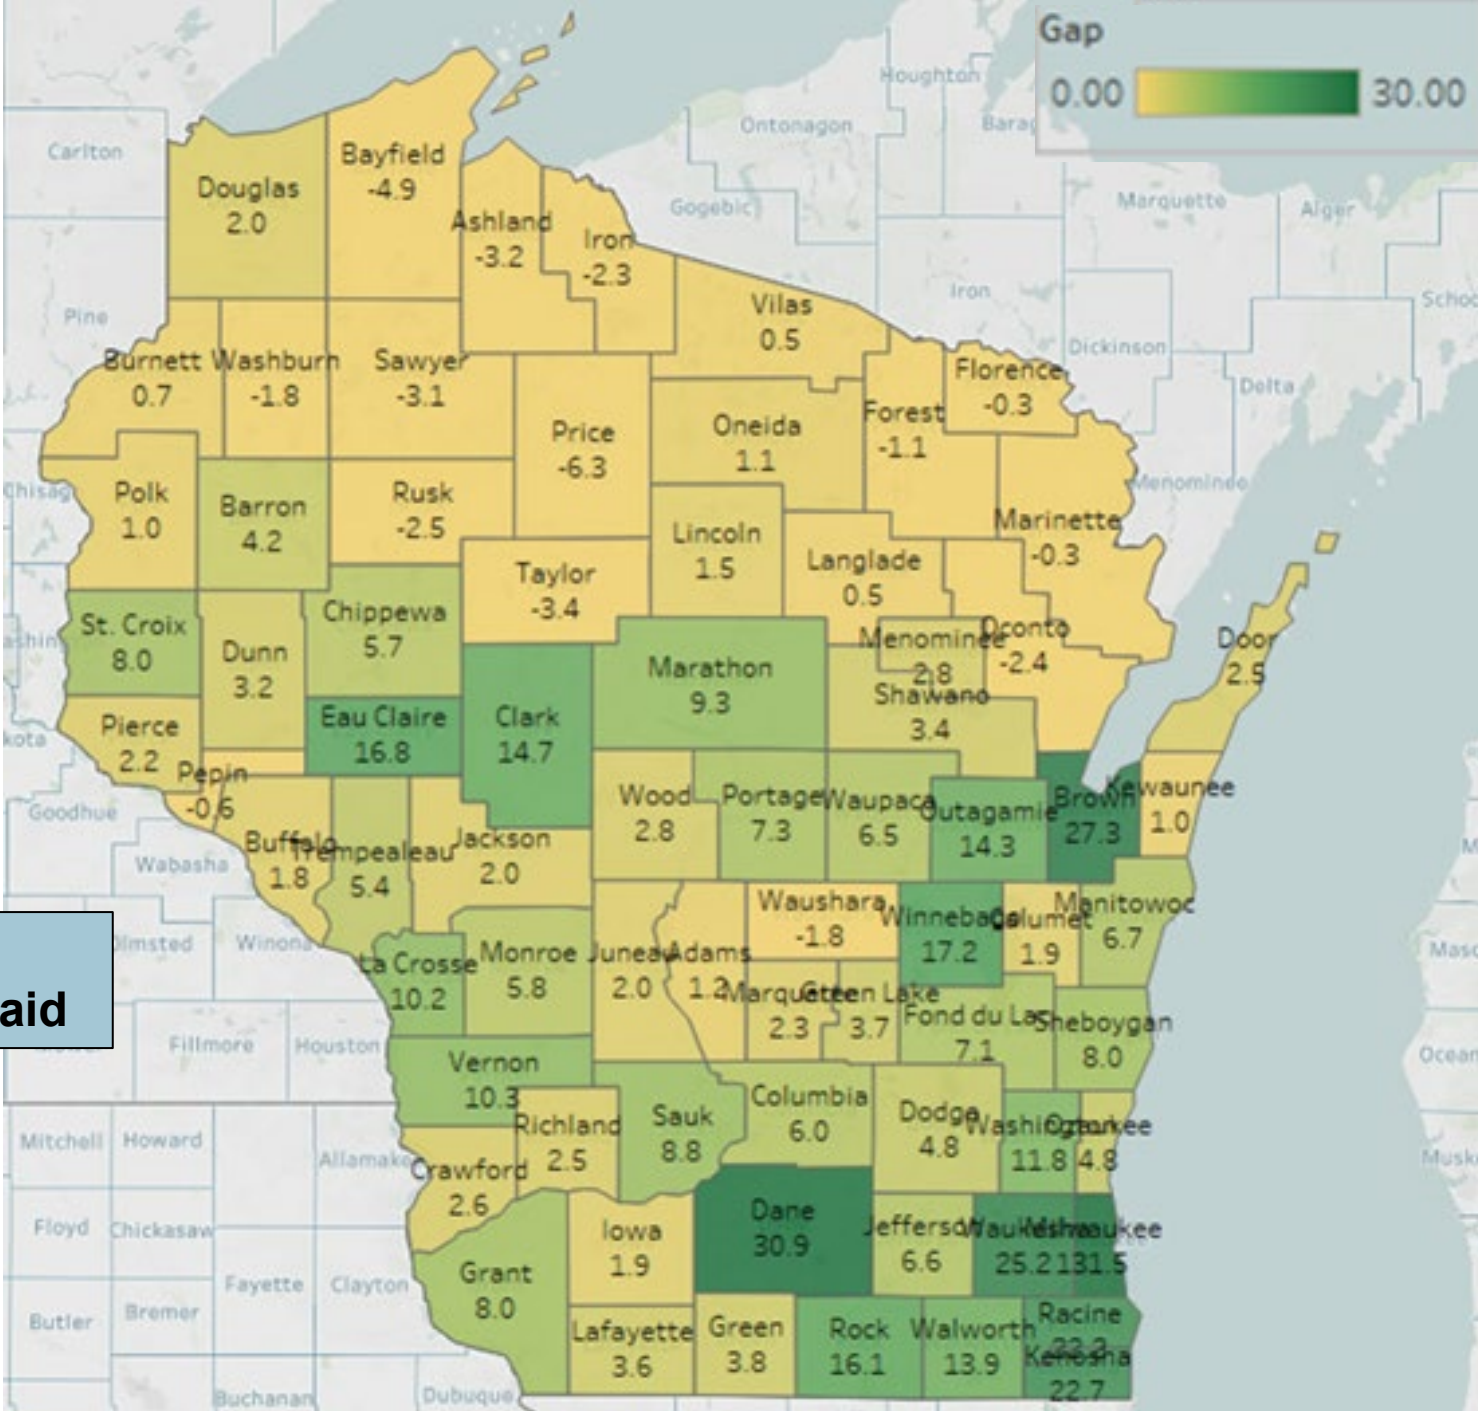 Gap
0.00
30.00
Houghton
Ontonagon
Carlton
Bayfield
-4.9
Douglas
2.0
Gogebic
Marquette
Alger
Ashland
-3.2
Iron
-2.3
Iron
Pine
Vilas
0.5
Dickinson
Burnett
0.7
Washburn
-1.8
Sawyer
-3.1
Florence
-0.3
Delta
Price
-6.3
Oneida
1.1
Forest
-1.1
Menominee
Polk
1.0
Barron
4.2
Rusk
-2.5
Marinette
-0.3
Lincoln
1.5
Langlade
0.5
Taylor
-3.4
St. Croix
8.0
Dunn
3.2
Chippewa
5.7
Marathon
9.3
Menominee
2.8
Oconto
-2.4
Door
2.5
Shawano
3.4
Pierce
2.2
Eau Claire
16.8
Clark
14.7
Pepin
-0.6
Goodhue
Wood
2.8
Portage
7.3
Waupaca
6.5
Outagamie
14.3
Brown
27.3
Kewaunee
1.0
Wabasha
Buffalo
1.8
Trempealeau
5.4
Jackson
2.0
Olmsted
Winona
Waushara
-1.8
Winnebago
17.2
Calumet
1.9
Manitowoc
6.7
La Crosse
10.2
Monroe
5.8
Juneau
2.0
Adams
1.2
Marquette
2.3
Green Lake
3.7
Fond du Lac
7.1
Sheboygan
8.0
aid
Fillmore
Houston
Ocean
Vernon
10.3
Richland
2.5
Sauk
8.8
Columbia
6.0
Dodge
4.8
Washington
11.8
Ozaukee
4.8
Mitchell
Howard
Allamake
Crawford
2.6
Floyd
Chickasaw
Iowa
1.9
Dane
30.9
Jefferson
6.6
Waukesha
25.2
Milwaukee
131.5
Fayette
Clayton
Grant
8.0
Butler
Bremer
Lafayette
3.6
Green
3.8
Rock
16.1
Walworth
13.9
Racine
Kenosha
22.7
Buchanan
Dubuque